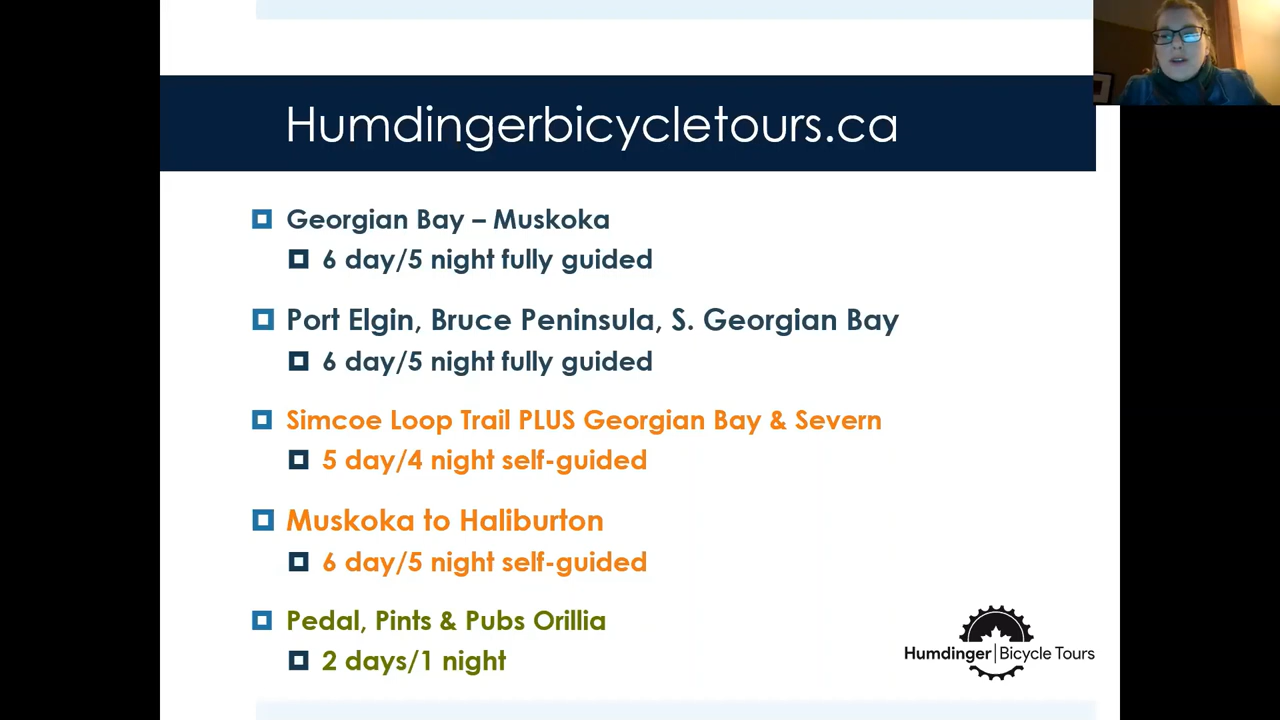 Humdingerbicycletours.ca
Georgian Bay – Muskoka
6 day/5 night fully guided
Port Elgin, Bruce Peninsula, S. Georgian Bay
6 day/5 night fully guided
Simcoe Loop Trail PLUS Georgian Bay & Severn
5 day/4 night self-guided
Muskoka to Haliburton
6 day/5 night self-guided
Pedal, Pints & Pubs Orillia
2 days/1 night
Humdinger|Bicycle Tours